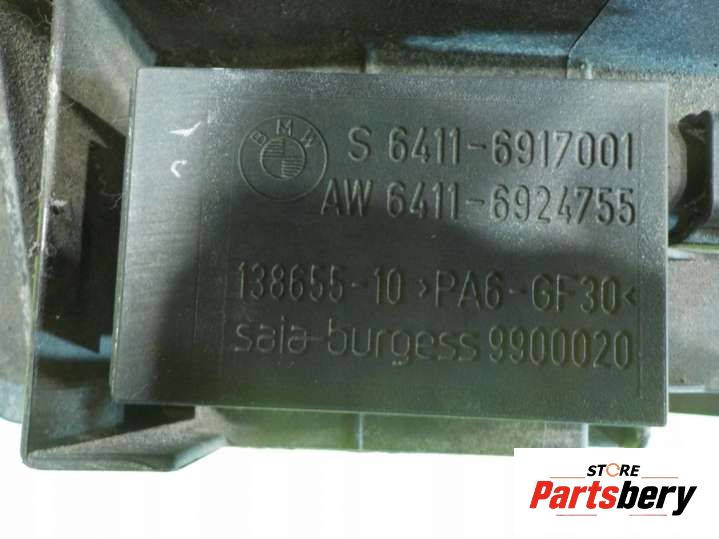 BMW
S 6411-6917001
AW 6411-6924755
138655-10 >PA6-GF30<
saia-burgess 9900020
STORE
Partsbery